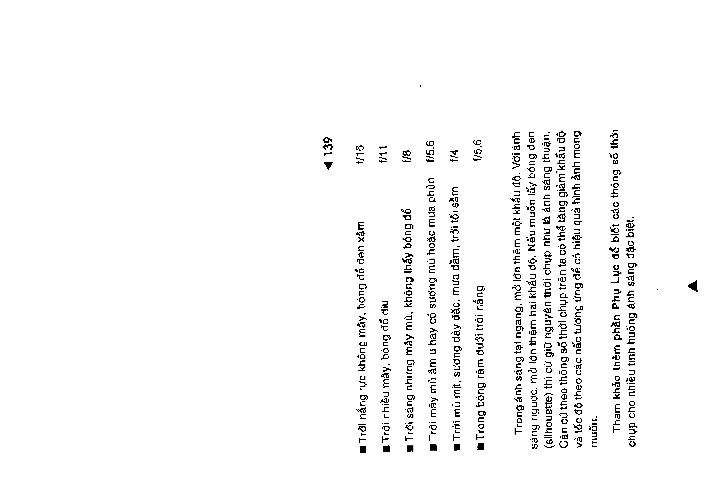 ◀ 139
■ Trời nắng rực không mây, bóng đổ đen xậm f/16
■ Trời nhiều mây, bóng đổ dịu f/11
■ Trời sáng nhưng mây mù, không thấy bóng đổ f/8
■ Trời mây mù âm u hay có sương mù hoặc mưa phùn f/5.6
■ Trời mù mịt, sương dày đặc, mưa dầm, trời tối sầm f/4
■ Trong bóng râm dưới trời nắng f/5.6
Trong ánh sáng tạt ngang, mở lớn thêm một khẩu độ. Với ánh
sáng ngược, mở lớn thêm hai khẩu độ. Nếu muốn lấy bóng đen
(silhouette) thì cứ giữ nguyên thời chụp như là ánh sáng thuận.
Căn cứ theo thông số thời chụp trên ta có thể tăng giảm khẩu độ
và tốc độ theo các nấc tương ứng để có hiệu quả hình ảnh mong
muốn.
Tham khảo thêm phần Phụ Lục để biết các thông số thời
chụp cho nhiều tình huống ánh sáng đặc biệt.